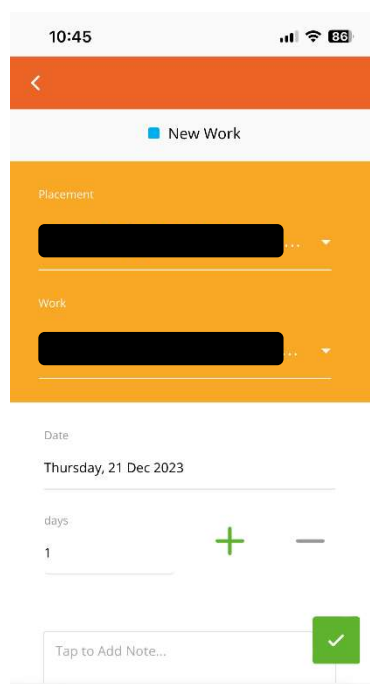 10:45
86
New Work
Placement
...
Work
...
Date
Thursday, 21 Dec 2023
days
1
Tap to Add Note...